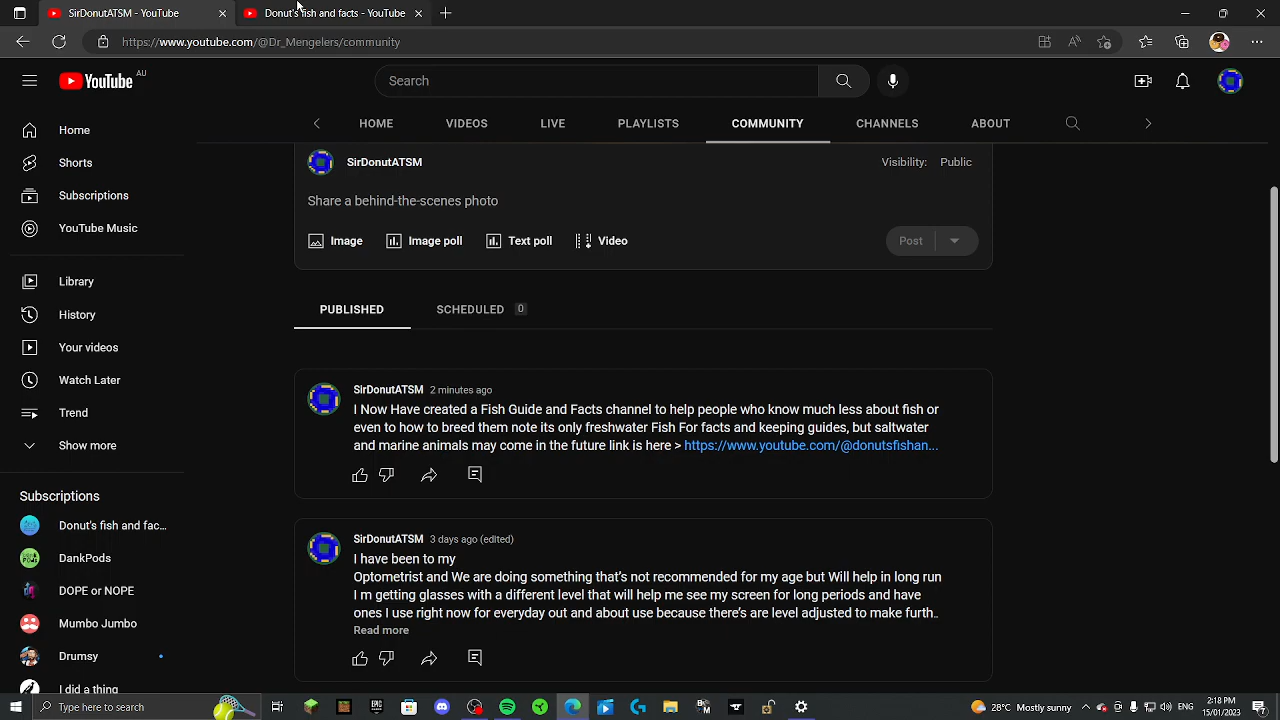 SirDonutATSM - YouTube
Donut's fish and facts - YouTube
https://www.youtube.com/@Dr_Mengelers/community
YouTube AU
Search
HOME VIDEOS LIVE PLAYLISTS COMMUNITY CHANNELS ABOUT
Home
Shorts
Subscriptions
YouTube Music
Library
History
Your videos
Watch Later
Trend
Show more
Subscriptions
Donut's fish and fac...
DankPods
DOPE or NOPE
Mumbo Jumbo
Drumsy
I did a thing
SirDonutATSM
Visibility: Public
Share a behind-the-scenes photo
Image Image poll Text poll Video Post
PUBLISHED SCHEDULED 0
SirDonutATSM 2 minutes ago
I Now Have created a Fish Guide and Facts channel to help people who know much less about fish or
even to how to breed them note its only freshwater Fish For facts and keeping guides, but saltwater
and marine animals may come in the future link is here > https://www.youtube.com/@donutsfishan...
SirDonutATSM 3 days ago (edited)
I have been to my
Optometrist and We are doing something that's not recommended for my age but Will help in long run
I m getting glasses with a different level that will help me see my screen for long periods and have
ones I use right now for everyday out and about use because there's are level adjusted to make furth..
Read more
Type here to search
28°C Mostly sunny
ENG
2:18 PM
15/01/2023